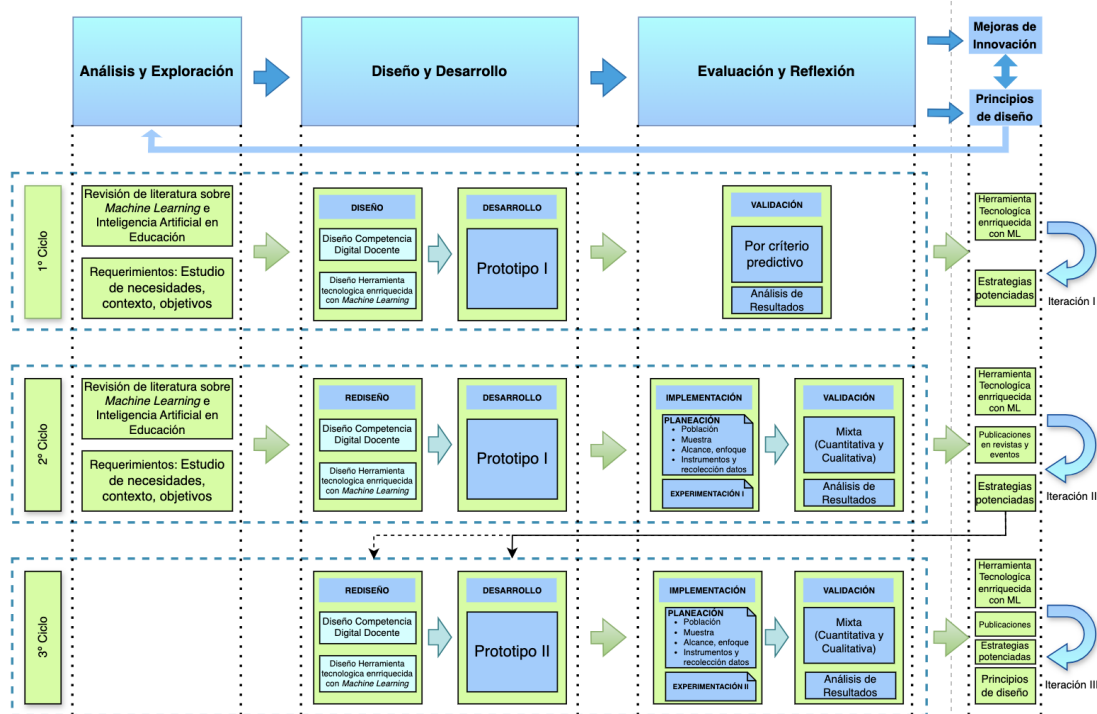 Análisis y Exploración
Diseño y Desarrollo
Evaluación y Reflexión
Mejoras de
Innovación
Principios
de diseño
1º Ciclo
Revisión de literatura sobre
Machine Learning e
Inteligencia Artificial en
Educación
Requerimientos: Estudio
de necesidades,
contexto, objetivos
DISEÑO
Diseño Competencia
Digital Docente
Diseño Herramienta
tecnologica enrriquecida
con Machine Learning
DESARROLLO
Prototipo I
VALIDACIÓN
Por critério
predictivo
Análisis de
Resultados
Herramienta
Tecnologica
enrriquecida
con ML
Estrategias
potenciadas
Iteración I
2º Ciclo
Revisión de literatura sobre
Machine Learning e
Inteligencia Artificial en
Educación
Requerimientos: Estudio
de necesidades,
contexto, objetivos
REDISEÑO
Diseño Competencia
Digital Docente
Diseño Herramienta
tecnologica enrriquecida
con Machine Learning
DESARROLLO
Prototipo I
IMPLEMENTACIÓN
PLANEACIÓN
• Población
• Muestra
• Alcance, enfoque
• Instrumentos y
recolección datos
EXPERIMENTACIÓN I
VALIDACIÓN
Mixta
(Cuantitativa y
Cualitativa)
Análisis de
Resultados
Herramienta
Tecnologica
enrriquecida
con ML
Publicaciones
en revistas y
eventos
Estrategias
potenciadas
Iteración II
3º Ciclo
REDISEÑO
Diseño Competencia
Digital Docente
Diseño Herramienta
tecnologica enrriquecida
con Machine Learning
DESARROLLO
Prototipo II
IMPLEMENTACIÓN
PLANEACIÓN
• Población
• Muestra
• Alcance, enfoque
• Instrumentos y
recolección datos
EXPERIMENTACIÓN II
VALIDACIÓN
Mixta
(Cuantitativa y
Cualitativa)
Análisis de
Resultados
Herramienta
Tecnologica
enrriquecida
con ML
Publicaciones
Estrategias
potenciadas
Principios
de diseño
Iteración III